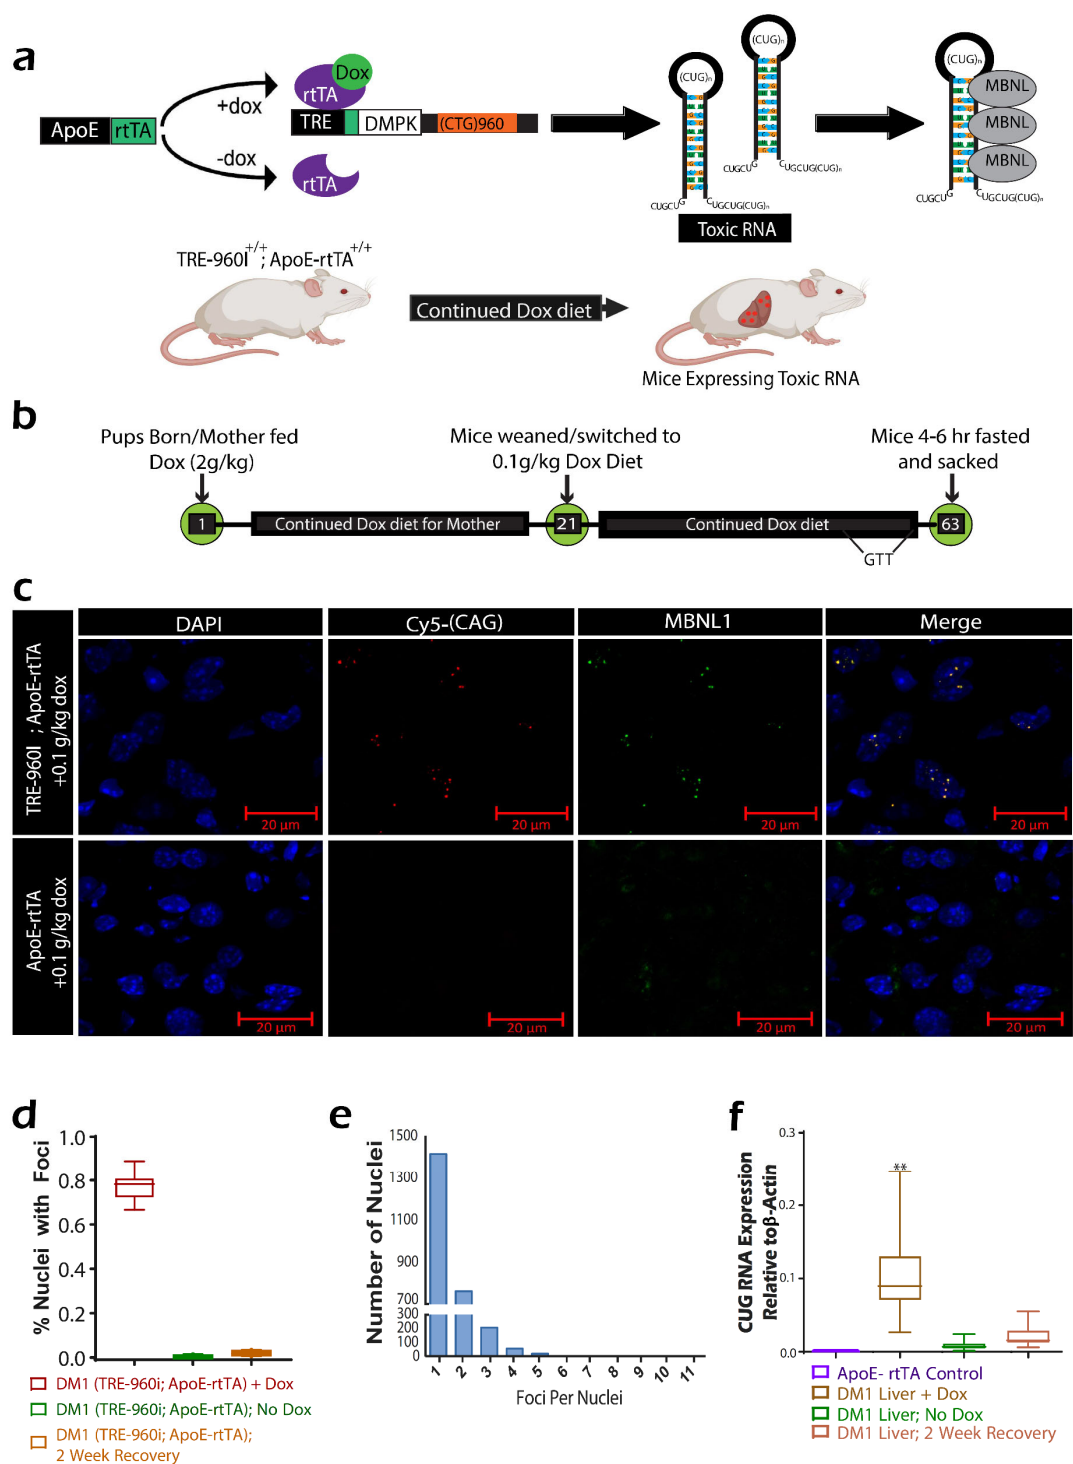 a
ApoE
rtTA
+dox
-dox
Dox
rtTA
TRE
DMPK
(CTG)960
rtTA
(CUG)n
(CUG)n
(CUG)n
MBNL
MBNL
MBNL
CUGCUG
CUGCUG(CUG)n
CUGCUG
CUGCUG(CUG)n
CUGCUG
CUGCUG(CUG)n
Toxic RNA
TRE-960I+/+; ApoE-rtTA+/+
Continued Dox diet
Mice Expressing Toxic RNA
b
Pups Born/Mother fed
Dox (2g/kg)
Mice weaned/switched to
0.1g/kg Dox Diet
Mice 4-6 hr fasted
and sacked
1
Continued Dox diet for Mother
21
Continued Dox diet
63
GTT
c
DAPI
Cy5-(CAG)
MBNL1
Merge
TRE-960I ; ApoE-rtTA
+0.1 g/kg dox
20 µm
20 µm
20 µm
20 µm
ApoE-rtTA
+0.1 g/kg dox
20 µm
20 µm
20 µm
20 µm
d
% Nuclei with Foci
1.0
0.8
0.6
0.4
0.2
0.0
DM1 (TRE-960i; ApoE-rtTA) + Dox
DM1 (TRE-960i; ApoE-rtTA); No Dox
DM1 (TRE-960i; ApoE-rtTA);
2 Week Recovery
e
Number of Nuclei
1500
1300
1100
900
700
300
200
100
0
1 2 3 4 5 6 7 8 9 10 11
Foci Per Nuclei
f
CUG RNA Expression
Relative toβ-Actin
0.3
0.2
0.1
0.0
**
ApoE- rtTA Control
DM1 Liver + Dox
DM1 Liver; No Dox
DM1 Liver; 2 Week Recovery